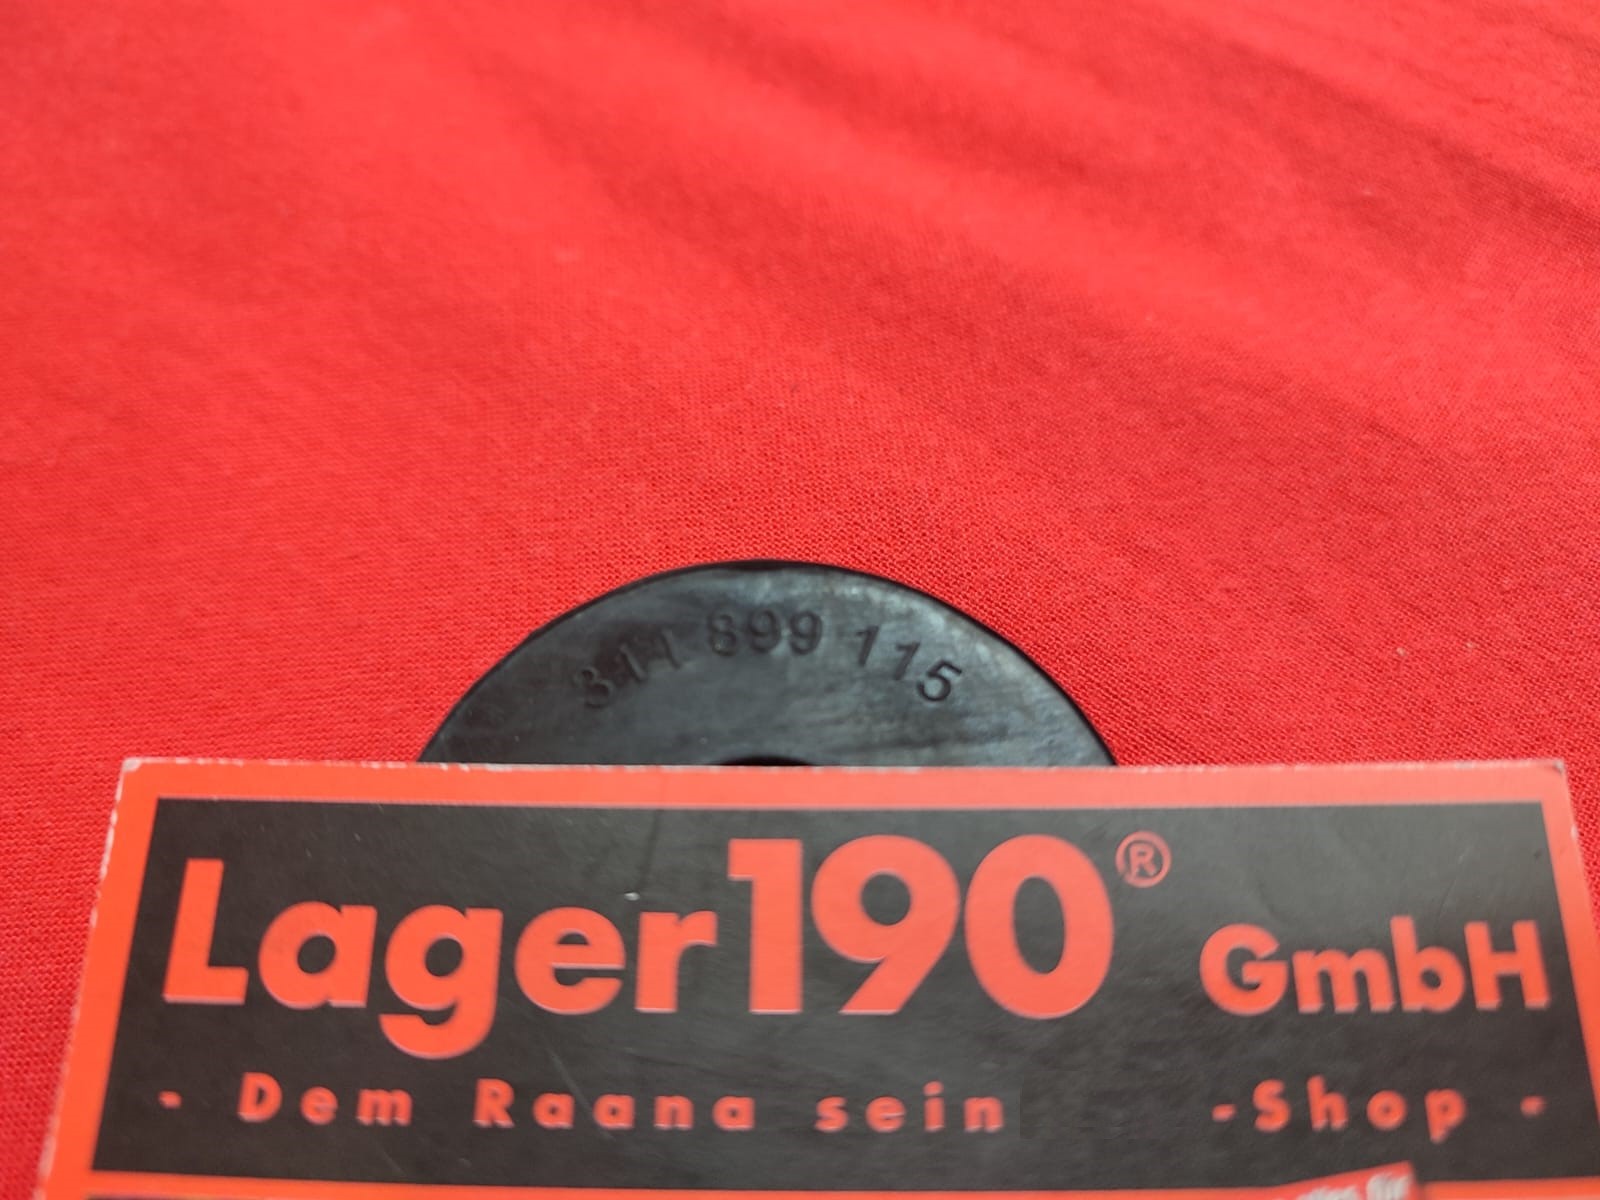 311 899 115
Lager190® GmbH
- Dem Raana sein -Shop -